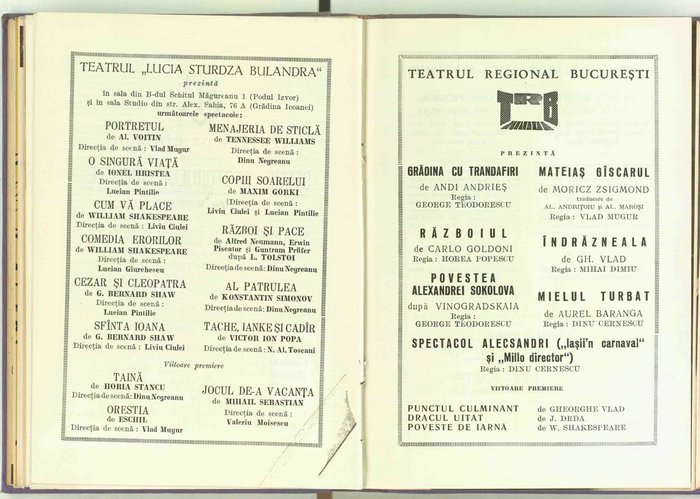 TEATRUL „LUCIA STURDZA BULANDRA"
prezintă
în sala din B-dul Schitul Măgureanu 1 (Podul Izvor)
și în sala Studio din str. Alex. Sahia, 76 A (Grădina Icoanei)
următoarele spectacole:
PORTRETUL
de Al. VOITIN
Direcția de scenă: Vlad Mugur
O SINGURĂ VIAȚĂ
de IONEL HRISTEA
Direcția de scenă:
Lucian Pintilie
CUM VĂ PLACE
de WILLIAM SHAKESPEARE
Direcția de scenă: Liviu Ciulei
COMEDIA ERORILOR
de WILLIAM SHAKESPEARE
Direcția de scenă:
Lucian Giurchescu
CEZAR ȘI CLEOPATRA
de G. BERNARD SHAW
Direcția de scenă:
Lucian Pintilie
SFÎNTA IOANA
de G. BERNARD SHAW
Direcția de scenă: Liviu Ciulei
MENAJERIA DE STICLĂ
de TENNESSEE WILLIAMS
Direcția de scenă:
Dinu Negreanu
COPIII SOARELUI
de MAXIM GORKI
Direcția de scenă:
Liviu Ciulei și Lucian Pintilie
RĂZBOI ȘI PACE
de Alfred Neumann, Erwin
Piscator și Guntram Prüfer
după L. TOLSTOI
Direcția de scenă: Dinu Negreanu
AL PATRULEA
de KONSTANTIN SIMONOV
Direcția de scenă: Dinu Negreanu
TACHE, IANKE ȘI CADÎR
de VICTOR ION POPA
Direcția de scenă: N. Al. Toscani
Viitoare premiere
TAINĂ
de HORIA STANCU
Direcția de scenă: Dinu Negreanu
ORESTIA
de ESCHIL
Direcția de scenă: Vlad Mugur
JOCUL DE-A VACANȚA
de MIHAIL SEBASTIAN
Direcția de scenă:
Valeriu Moisescu
TEATRUL REGIONAL BUCUREȘTI
TRB
PREZINTĂ
GRĂDINA CU TRANDAFIRI
de ANDI ANDRIEȘ
Regia:
GEORGE TEODORESCU
RĂZBOIUL
de CARLO GOLDONI
Regia: HOREA POPESCU
POVESTEA
ALEXANDREI SOKOLOVA
după VINOGRADSKAIA
Regia:
GEORGE TEODORESCU
MATEIAȘ GÎSCARUL
de MORICZ ZSIGMOND
traducere de
AL. ANDRIȚOIU și AL. MAROȘI
Regia: VLAD MUGUR
ÎNDRĂZNEALA
de GH. VLAD
Regia: MIHAI DIMIU
MIELUL TURBAT
de AUREL BARANGA
Regia: DINU CERNESCU
SPECTACOL ALECSANDRI („Iașii'n carnaval"
și „Millo director")
Regia: DINU CERNESCU
VIITOARE PREMIERE
PUNCTUL CULMINANT de GHEORGHE VLAD
DRACUL UITAT de J. DRDA
POVESTE DE IARNĂ de W. SHAKESPEARE